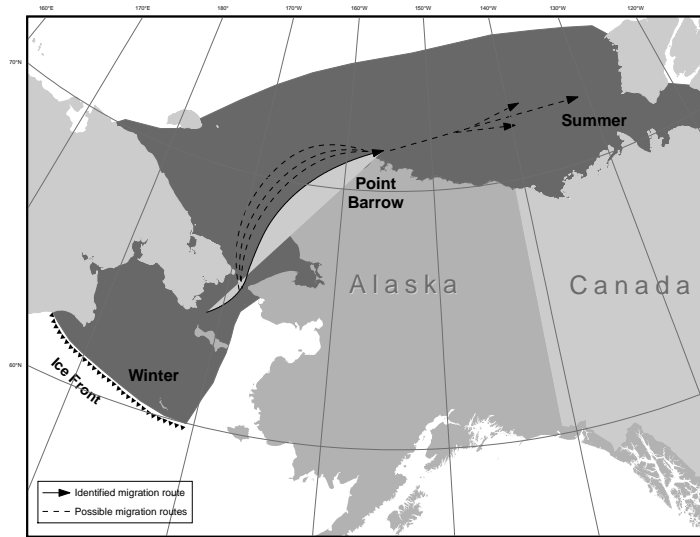 160°E
170°E
180°
170°W
160°W
150°W
140°W
130°W
120°W
70°N
Summer
Point
Barrow
Alaska
Canada
60°N
Winter
Ice Front
Identified migration route
Possible migration routes